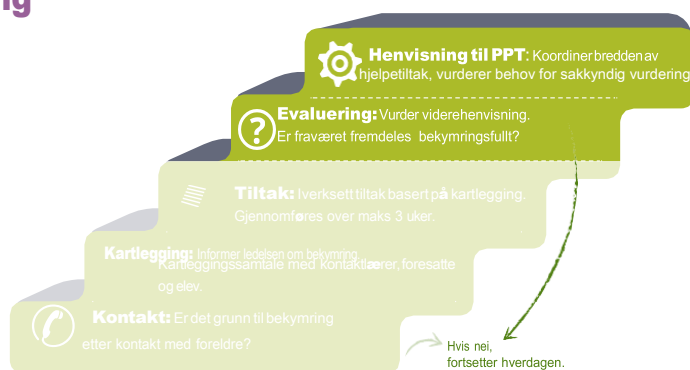 ng
Henvisning til PPT: Koordiner bredden av
hjelpetiltak, vurderer behov for sakkyndig vurdering
Evaluering: Vurder viderehenvisning.
Er fraværet fremdeles bekymringsfullt?
Tiltak: Iverksett tiltak basert på kartlegging.
Gjennomføres over maks 3 uker.
Kartlegging: Informer ledelsen om bekymring.
Kartleggingssamtale med kontaktlærer, foresatte
og elev.
Kontakt: Er det grunn til bekymring
etter kontakt med foreldre?
Hvis nei,
fortsetter hverdagen.